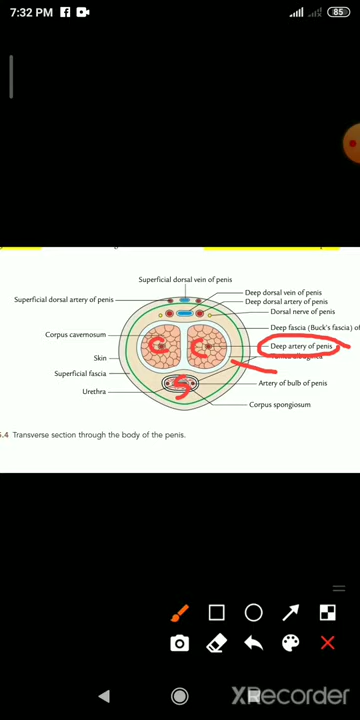 7:32 PM
85
Superficial dorsal vein of penis
Deep dorsal vein of penis
Superficial dorsal artery of penis
Deep dorsal artery of penis
Dorsal nerve of penis
Deep fascia (Buck's fascia) of
Corpus cavernosum
C C
Deep artery of penis
Skin
Superficial fascia
S
Artery of bulb of penis
Urethra
Corpus spongiosum
5.4 Transverse section through the body of the penis.
XRecorder